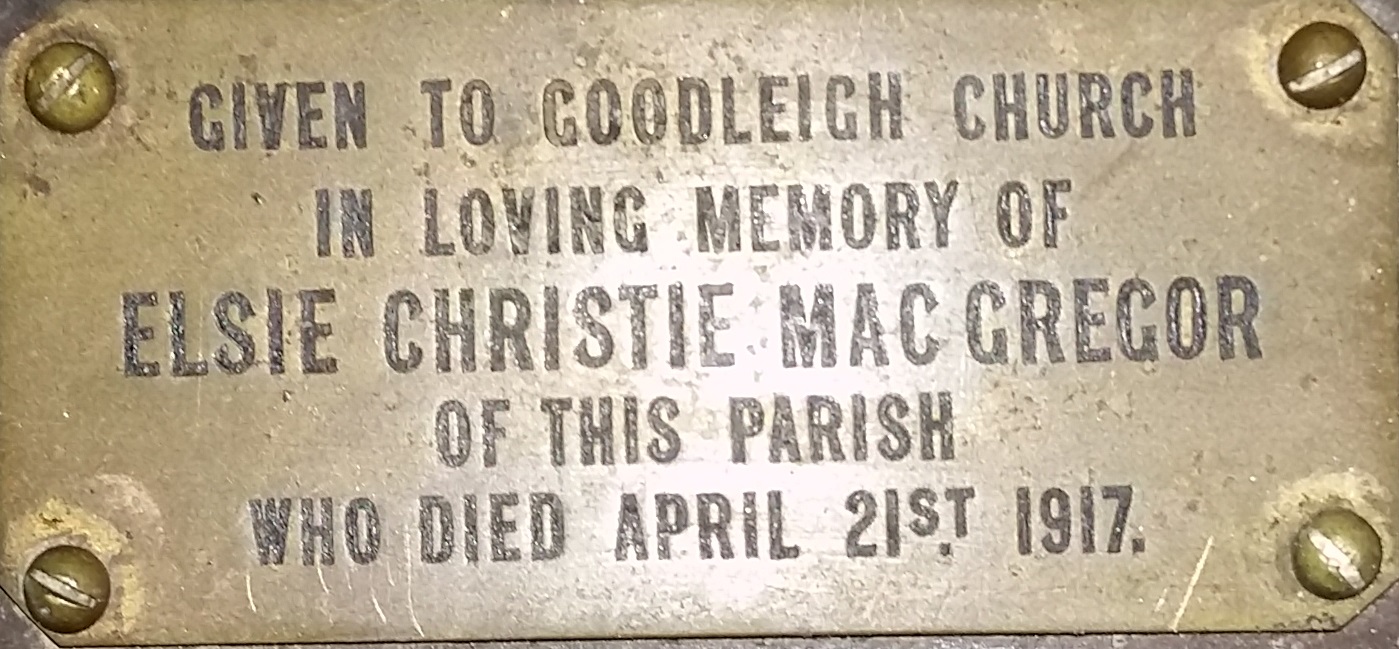 GIVEN TO GOODLEIGH CHURCH
IN LOVING MEMORY OF
ELSIE CHRISTIE MAC GREGOR
OF THIS PARISH
WHO DIED APRIL 21ST. 1917.